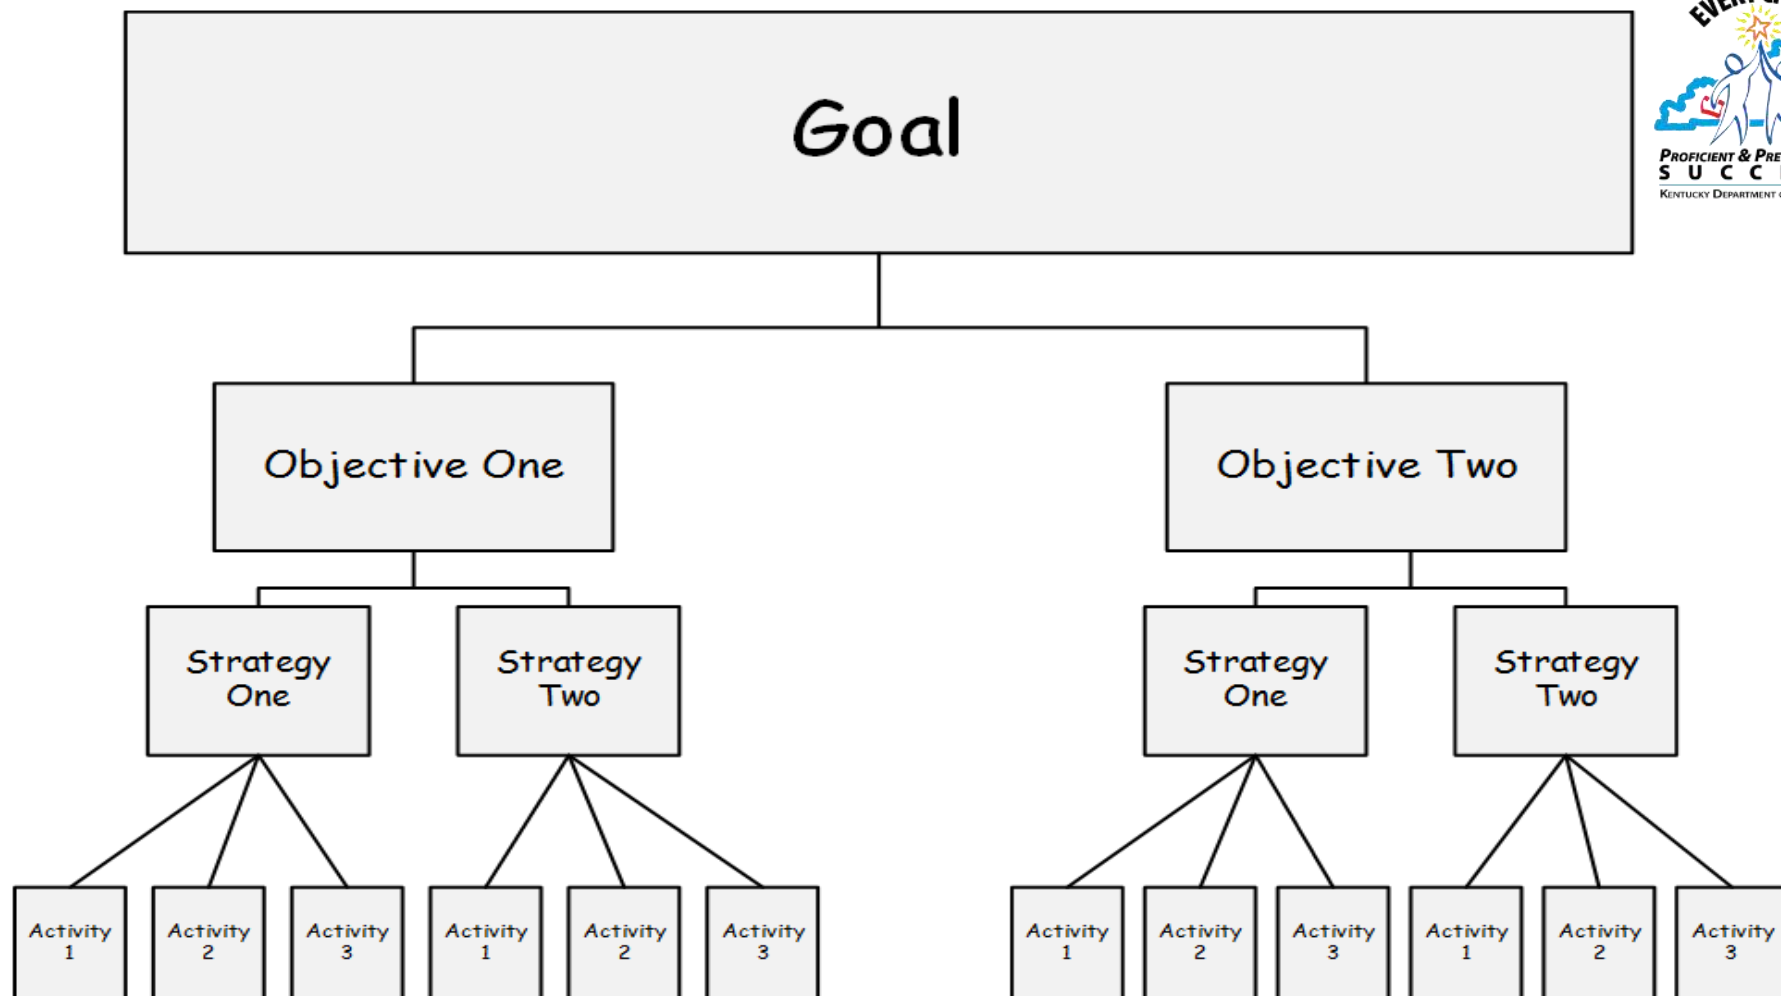 Goal
PROFICIENT &
S U C C
KENTUCKY DEPARTMENT
Objective One
Objective Two
Strategy
One
Strategy
Two
Strategy
One
Strategy
Two
Activity
1
Activity
2
Activity
3
Activity
1
Activity
2
Activity
3
Activity
1
Activity
2
Activity
3
Activity
1
Activity
2
Activity
3